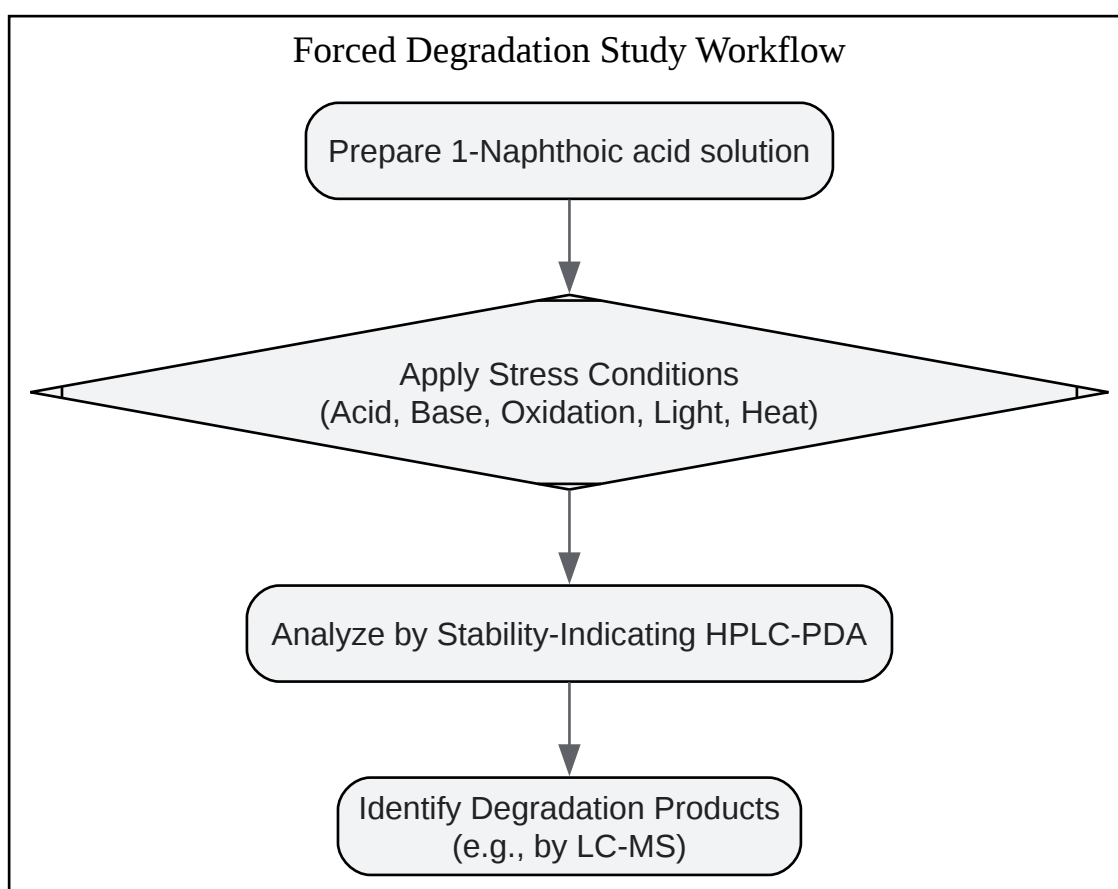 Forced Degradation Study Workflow
Prepare 1-Naphthoic acid solution
Apply Stress Conditions
(Acid, Base, Oxidation, Light, Heat)
Analyze by Stability-Indicating HPLC-PDA
Identify Degradation Products
(e.g., by LC-MS)